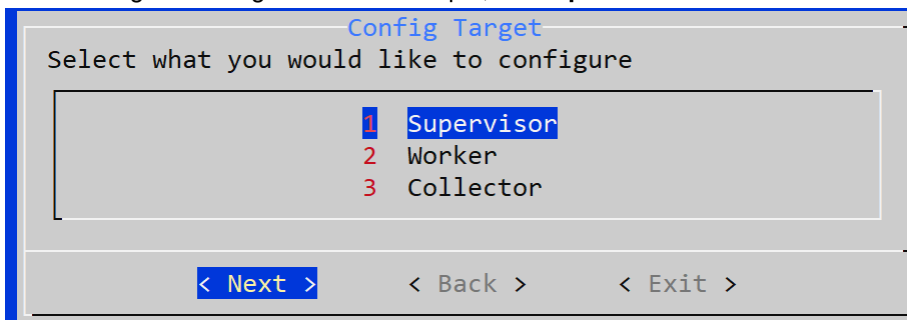 Config Target
Select what you would like to configure
1 Supervisor
2 Worker
3 Collector
< Next > < Back > < Exit >